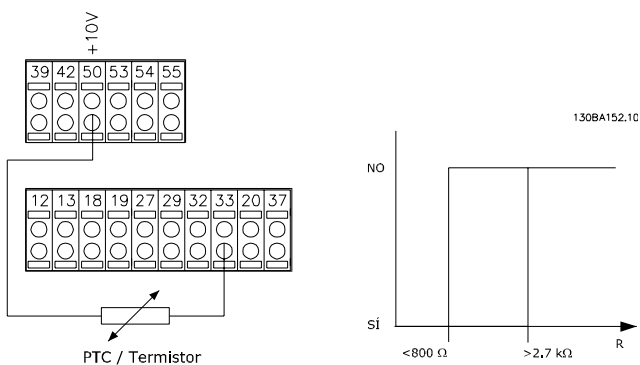 +10V
39 42 50 53 54 55
12 13 18 19 27 29 32 33 20 37
PTC / Termistor
130BA152.10
NO
SÍ
R
<800 Ω >2,7 kΩ